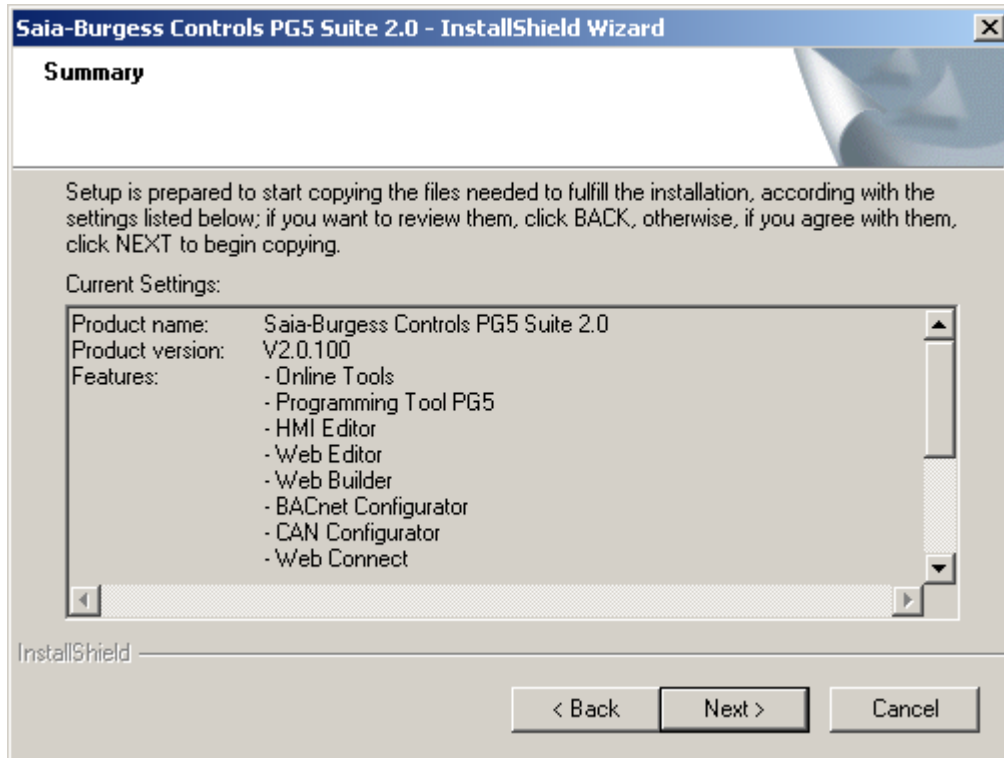 Saia-Burgess Controls PG5 Suite 2.0 - InstallShield Wizard
Summary
Setup is prepared to start copying the files needed to fulfill the installation, according with the
settings listed below; if you want to review them, click BACK, otherwise, if you agree with them,
click NEXT to begin copying.
Current Settings:
Product name: Saia-Burgess Controls PG5 Suite 2.0
Product version: V2.0.100
Features: - Online Tools
- Programming Tool PG5
- HMI Editor
- Web Editor
- Web Builder
- BACnet Configurator
- CAN Configurator
- Web Connect
InstallShield
< Back Next > Cancel